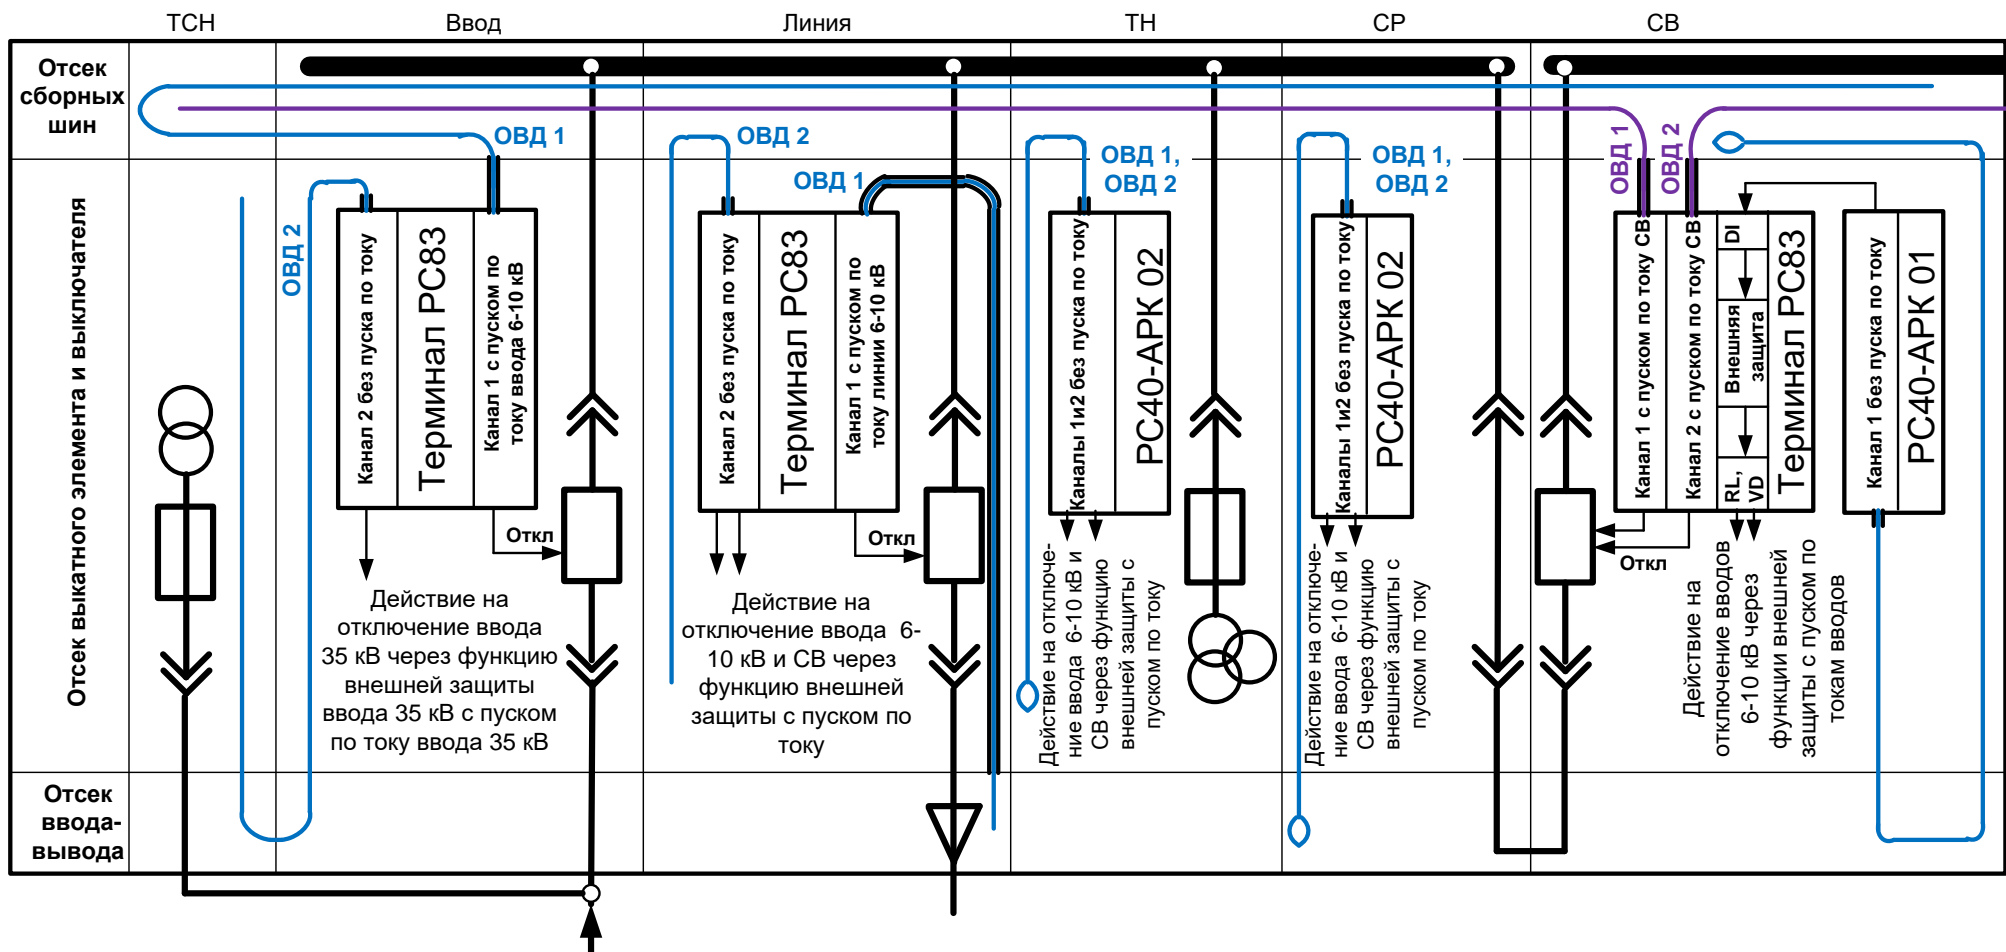 ТСН
Ввод
Линия
ТН
СР
СВ
Отсек
сборных
шин
ОВД 1
ОВД 2
ОВД 1,
ОВД 2
ОВД 1,
ОВД 2
ОВД 1
ОВД 2
Отсек выкатного элемента и выключателя
ОВД 2
Канал 2 без пуска по току
Терминал РС83
Канал 1 с пуском по
току ввода 6-10 кВ
Откл
Действие на
отключение ввода
35 кВ через функцию
внешней защиты
ввода 35 кВ с пуском
по току ввода 35 кВ
ОВД 1
Канал 2 без пуска по току
Терминал РС83
Канал 1 с пуском по
току линии 6-10 кВ
Откл
Действие на
отключение ввода 6-
10 кВ и СВ через
функцию внешней
защиты с пуском по
току
Каналы 1и2 без пуска по току
РС40-АРК 02
Действие на отключе-
ние ввода 6-10 кВ и
СВ через функцию
внешней защиты с
пуском по току
Каналы 1и2 без пуска по току
РС40-АРК 02
Действие на отключе-
ние ввода 6-10 кВ и
СВ через функцию
внешней защиты с
пуском по току
Канал 1 с пуском по току СВ
Канал 2 с пуском по току СВ
DI
Внешняя
защита
RL,
VD
Терминал РС83
Откл
Действие на
отключение вводов
6-10 кВ через
функции внешней
защиты с пуском по
токам вводов
Канал 1 без пуска по току
РС40-АРК 01
Отсек
ввода-
вывода